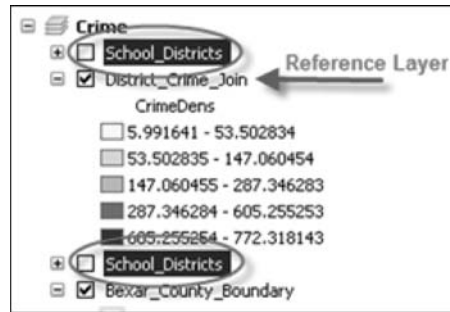 Crime
School_Districts
District_Crime_Join
Reference Layer
CrimeDens
5.991641 - 53.502834
53.502835 - 147.060454
147.060455 - 287.346283
287.346284 - 605.255253
605.255254 - 772.318143
School_Districts
Bexar_County_Boundary